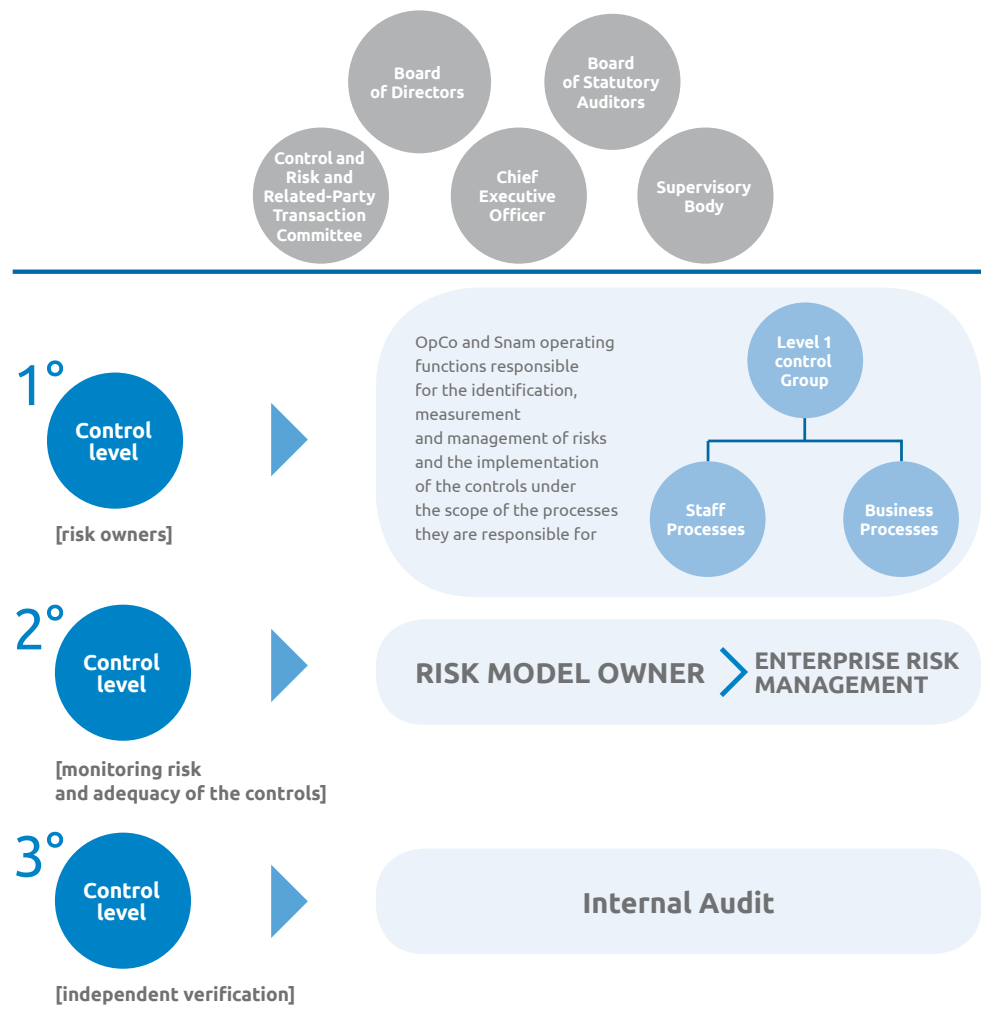 Board
of Directors
Board
of Statutory
Auditors
Control and
Risk and
Related-Party
Transaction
Committee
Chief
Executive
Officer
Supervisory
Body
1°
Control
level
[risk owners]
OpCo and Snam operating
functions responsible
for the identification,
measurement
and management of risks
and the implementation
of the controls under
the scope of the processes
they are responsible for
Level 1
control
Group
Staff
Processes
Business
Processes
2°
Control
level
[monitoring risk
and adequacy of the controls]
RISK MODEL OWNER
ENTERPRISE RISK
MANAGEMENT
3°
Control
level
[independent verification]
Internal Audit